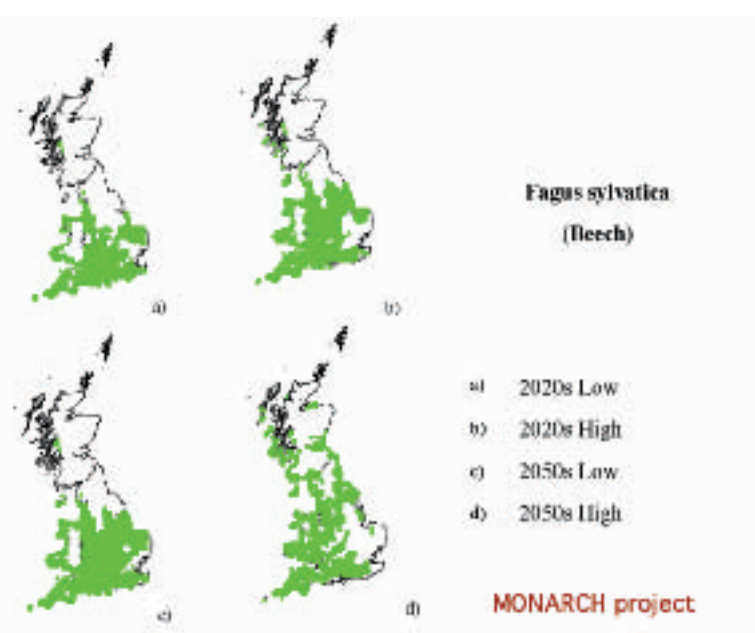 Fagus sylvatica
(Beech)
a)
b)
a) 2020s Low
b) 2020s High
c) 2050s Low
d) 2050s High
c)
d)
MONARCH project